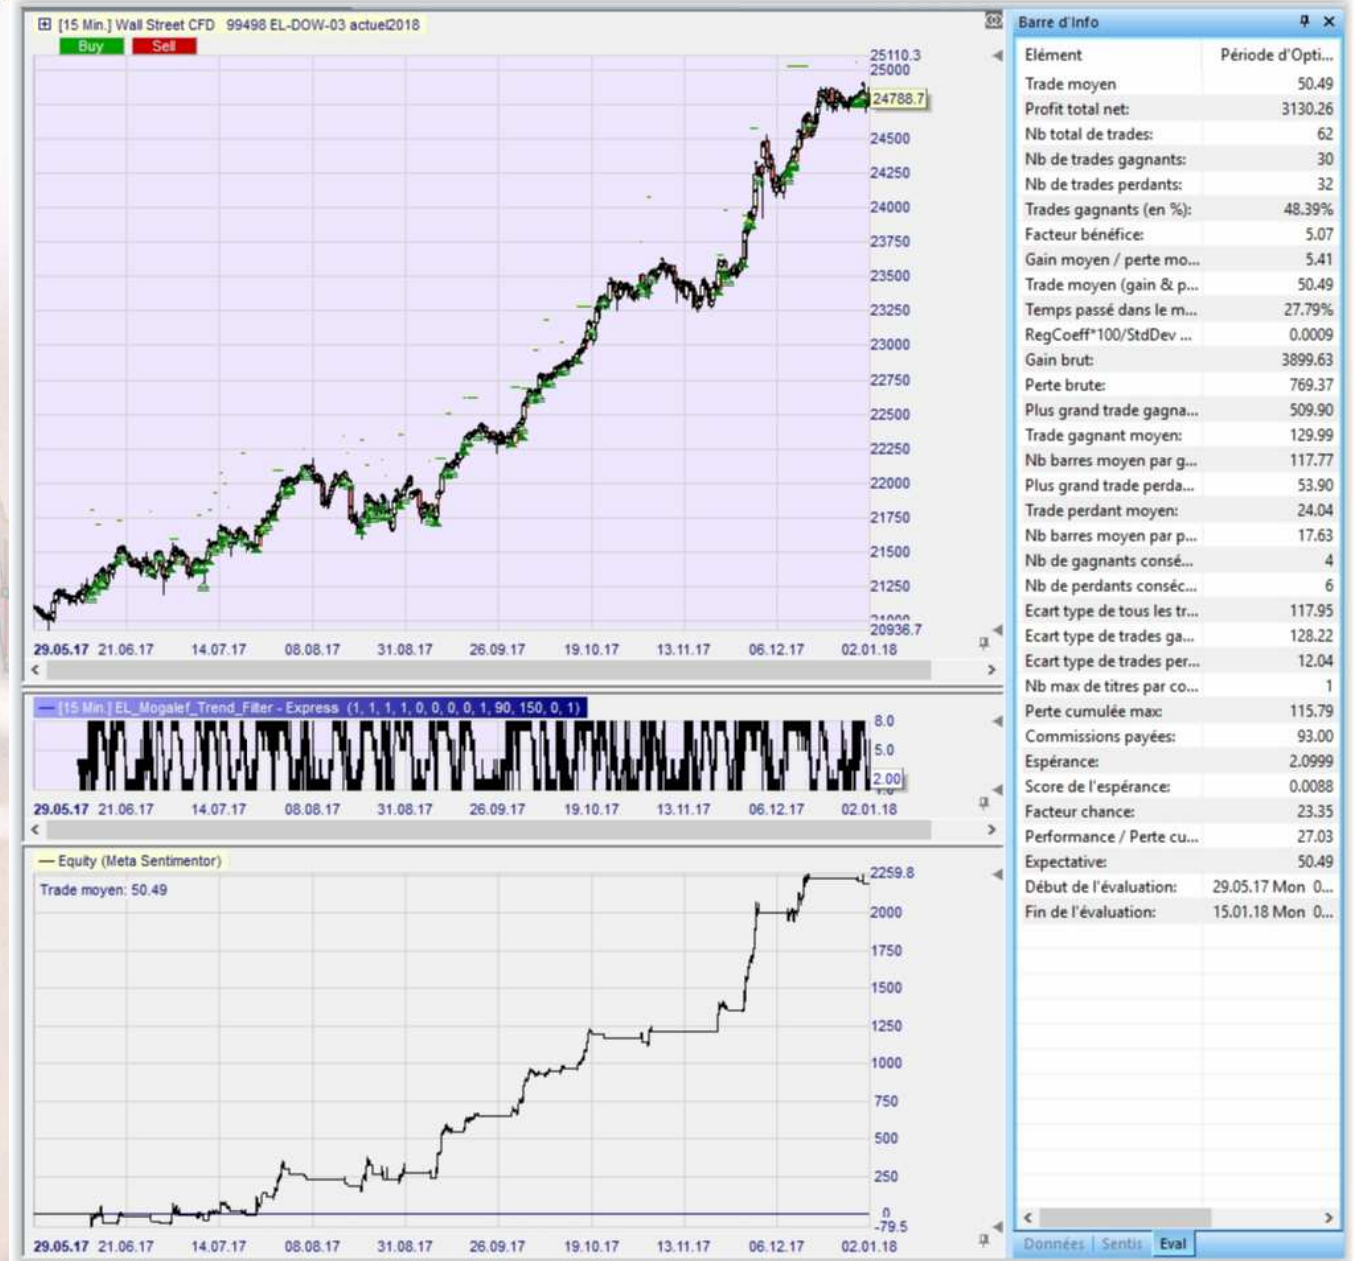 [15 Min.] Wall Street CFD 99498 EL-DOW-03 actuel2018
Buy Sell
25110.3
25000
24788.7
24500
24250
24000
23750
23500
23250
23000
22750
22500
22250
22000
21750
21500
21250
21000
20936.7
29.05.17 21.06.17 14.07.17 08.08.17 31.08.17 26.09.17 19.10.17 13.11.17 06.12.17 02.01.18
[15 Min.] EL_Mogalef_Trend_Filter - Express (1, 1, 1, 1, 0, 0, 0, 0, 1, 90, 150, 0, 1)
8.0
5.0
2.00
1.0
29.05.17 21.06.17 14.07.17 08.08.17 31.08.17 26.09.17 19.10.17 13.11.17 06.12.17 02.01.18
Equity (Meta Sentimentor)
Trade moyen: 50.49
2259.8
2000
1750
1500
1250
1000
750
500
250
0
-79.5
29.05.17 21.06.17 14.07.17 08.08.17 31.08.17 26.09.17 19.10.17 13.11.17 06.12.17 02.01.18
Barre d'Info
Elément Période d'Opti...
Trade moyen 50.49
Profit total net: 3130.26
Nb total de trades: 62
Nb de trades gagnants: 30
Nb de trades perdants: 32
Trades gagnants (en %): 48.39%
Facteur bénéfice: 5.07
Gain moyen / perte mo... 5.41
Trade moyen (gain & p... 50.49
Temps passé dans le m... 27.79%
RegCoeff*100/StdDev ... 0.0009
Gain brut: 3899.63
Perte brute: 769.37
Plus grand trade gagna... 509.90
Trade gagnant moyen: 129.99
Nb barres moyen par g... 117.77
Plus grand trade perda... 53.90
Trade perdant moyen: 24.04
Nb barres moyen par p... 17.63
Nb de gagnants consé... 4
Nb de perdants conséc... 6
Ecart type de tous les tr... 117.95
Ecart type de trades ga... 128.22
Ecart type de trades per... 12.04
Nb max de titres par co... 1
Perte cumulée max: 115.79
Commissions payées: 93.00
Espérance: 2.0999
Score de l'espérance: 0.0088
Facteur chance: 23.35
Performance / Perte cu... 27.03
Expectative: 50.49
Début de l'évaluation: 29.05.17 Mon 0...
Fin de l'évaluation: 15.01.18 Mon 0...
Données Sentis Eval